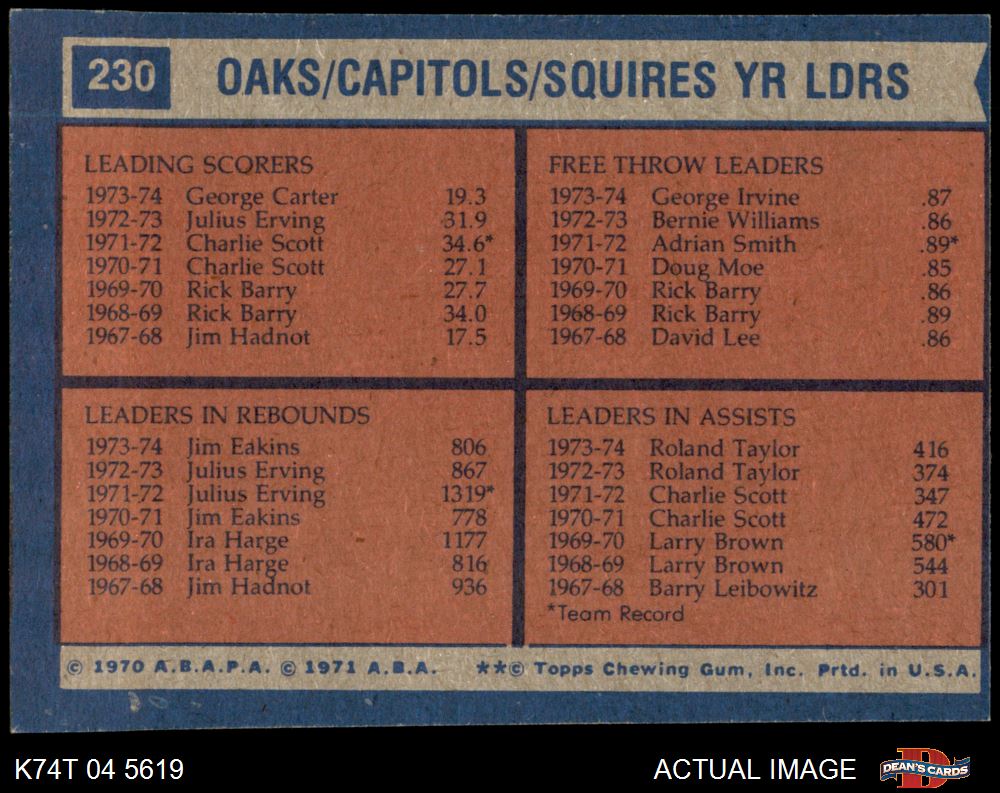 230 OAKS/CAPITOLS/SQUIRES YR LDRS
LEADING SCORERS
1973-74 George Carter 19.3
1972-73 Julius Erving 31.9
1971-72 Charlie Scott 34.6*
1970-71 Charlie Scott 27.1
1969-70 Rick Barry 27.7
1968-69 Rick Barry 34.0
1967-68 Jim Hadnot 17.5
FREE THROW LEADERS
1973-74 George Irvine .87
1972-73 Bernie Williams .86
1971-72 Adrian Smith .89*
1970-71 Doug Moe .85
1969-70 Rick Barry .86
1968-69 Rick Barry .89
1967-68 David Lee .86
LEADERS IN REBOUNDS
1973-74 Jim Eakins 806
1972-73 Julius Erving 867
1971-72 Julius Erving 1319*
1970-71 Jim Eakins 778
1969-70 Ira Harge 1177
1968-69 Ira Harge 816
1967-68 Jim Hadnot 936
LEADERS IN ASSISTS
1973-74 Roland Taylor 416
1972-73 Roland Taylor 374
1971-72 Charlie Scott 347
1970-71 Charlie Scott 472
1969-70 Larry Brown 580*
1968-69 Larry Brown 544
1967-68 Barry Leibowitz 301
*Team Record
© 1970 A.B.A.P.A. © 1971 A.B.A. **© Topps Chewing Gum, Inc. Prtd. in U.S.A.
K74T 04 5619 ACTUAL IMAGE DEAN'S CARDS